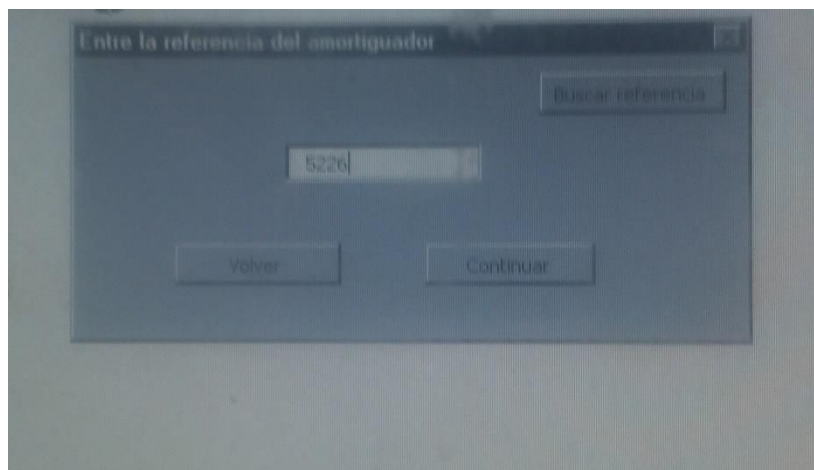 Entre la referencia del amortiguador
Buscar referencia
5226
Volver
Continuar